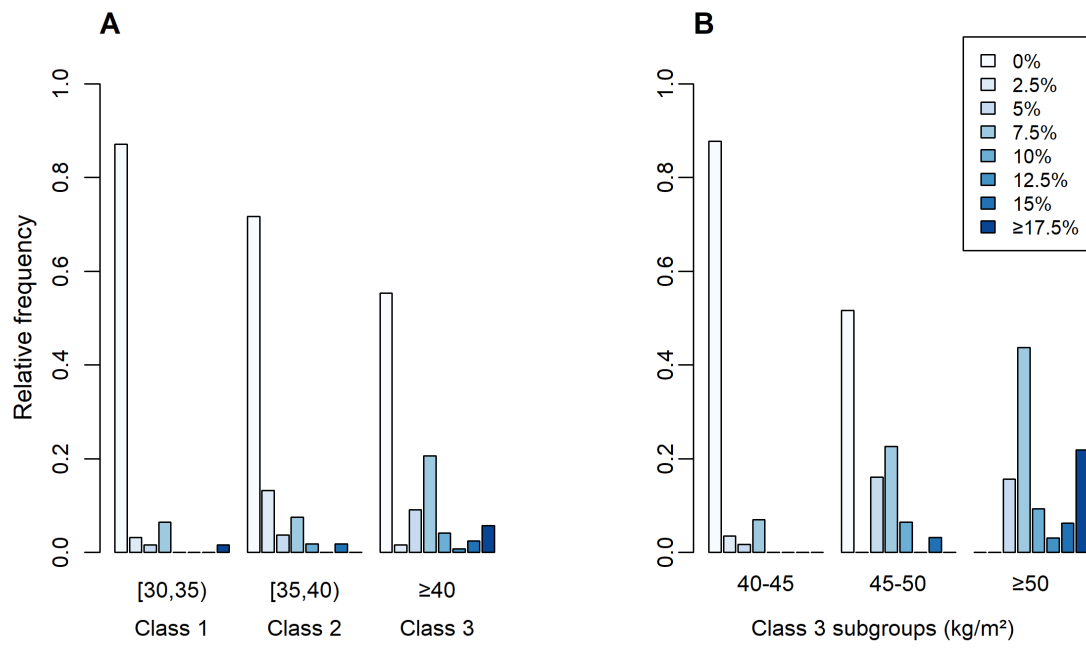 A
Relative frequency
1.0
0.8
0.6
0.4
0.2
0.0
[30,35) [35,40) ≥40
Class 1 Class 2 Class 3
B
0%
2.5%
5%
7.5%
10%
12.5%
15%
≥17.5%
1.0
0.8
0.6
0.4
0.2
0.0
40-45 45-50 ≥50
Class 3 subgroups (kg/m²)